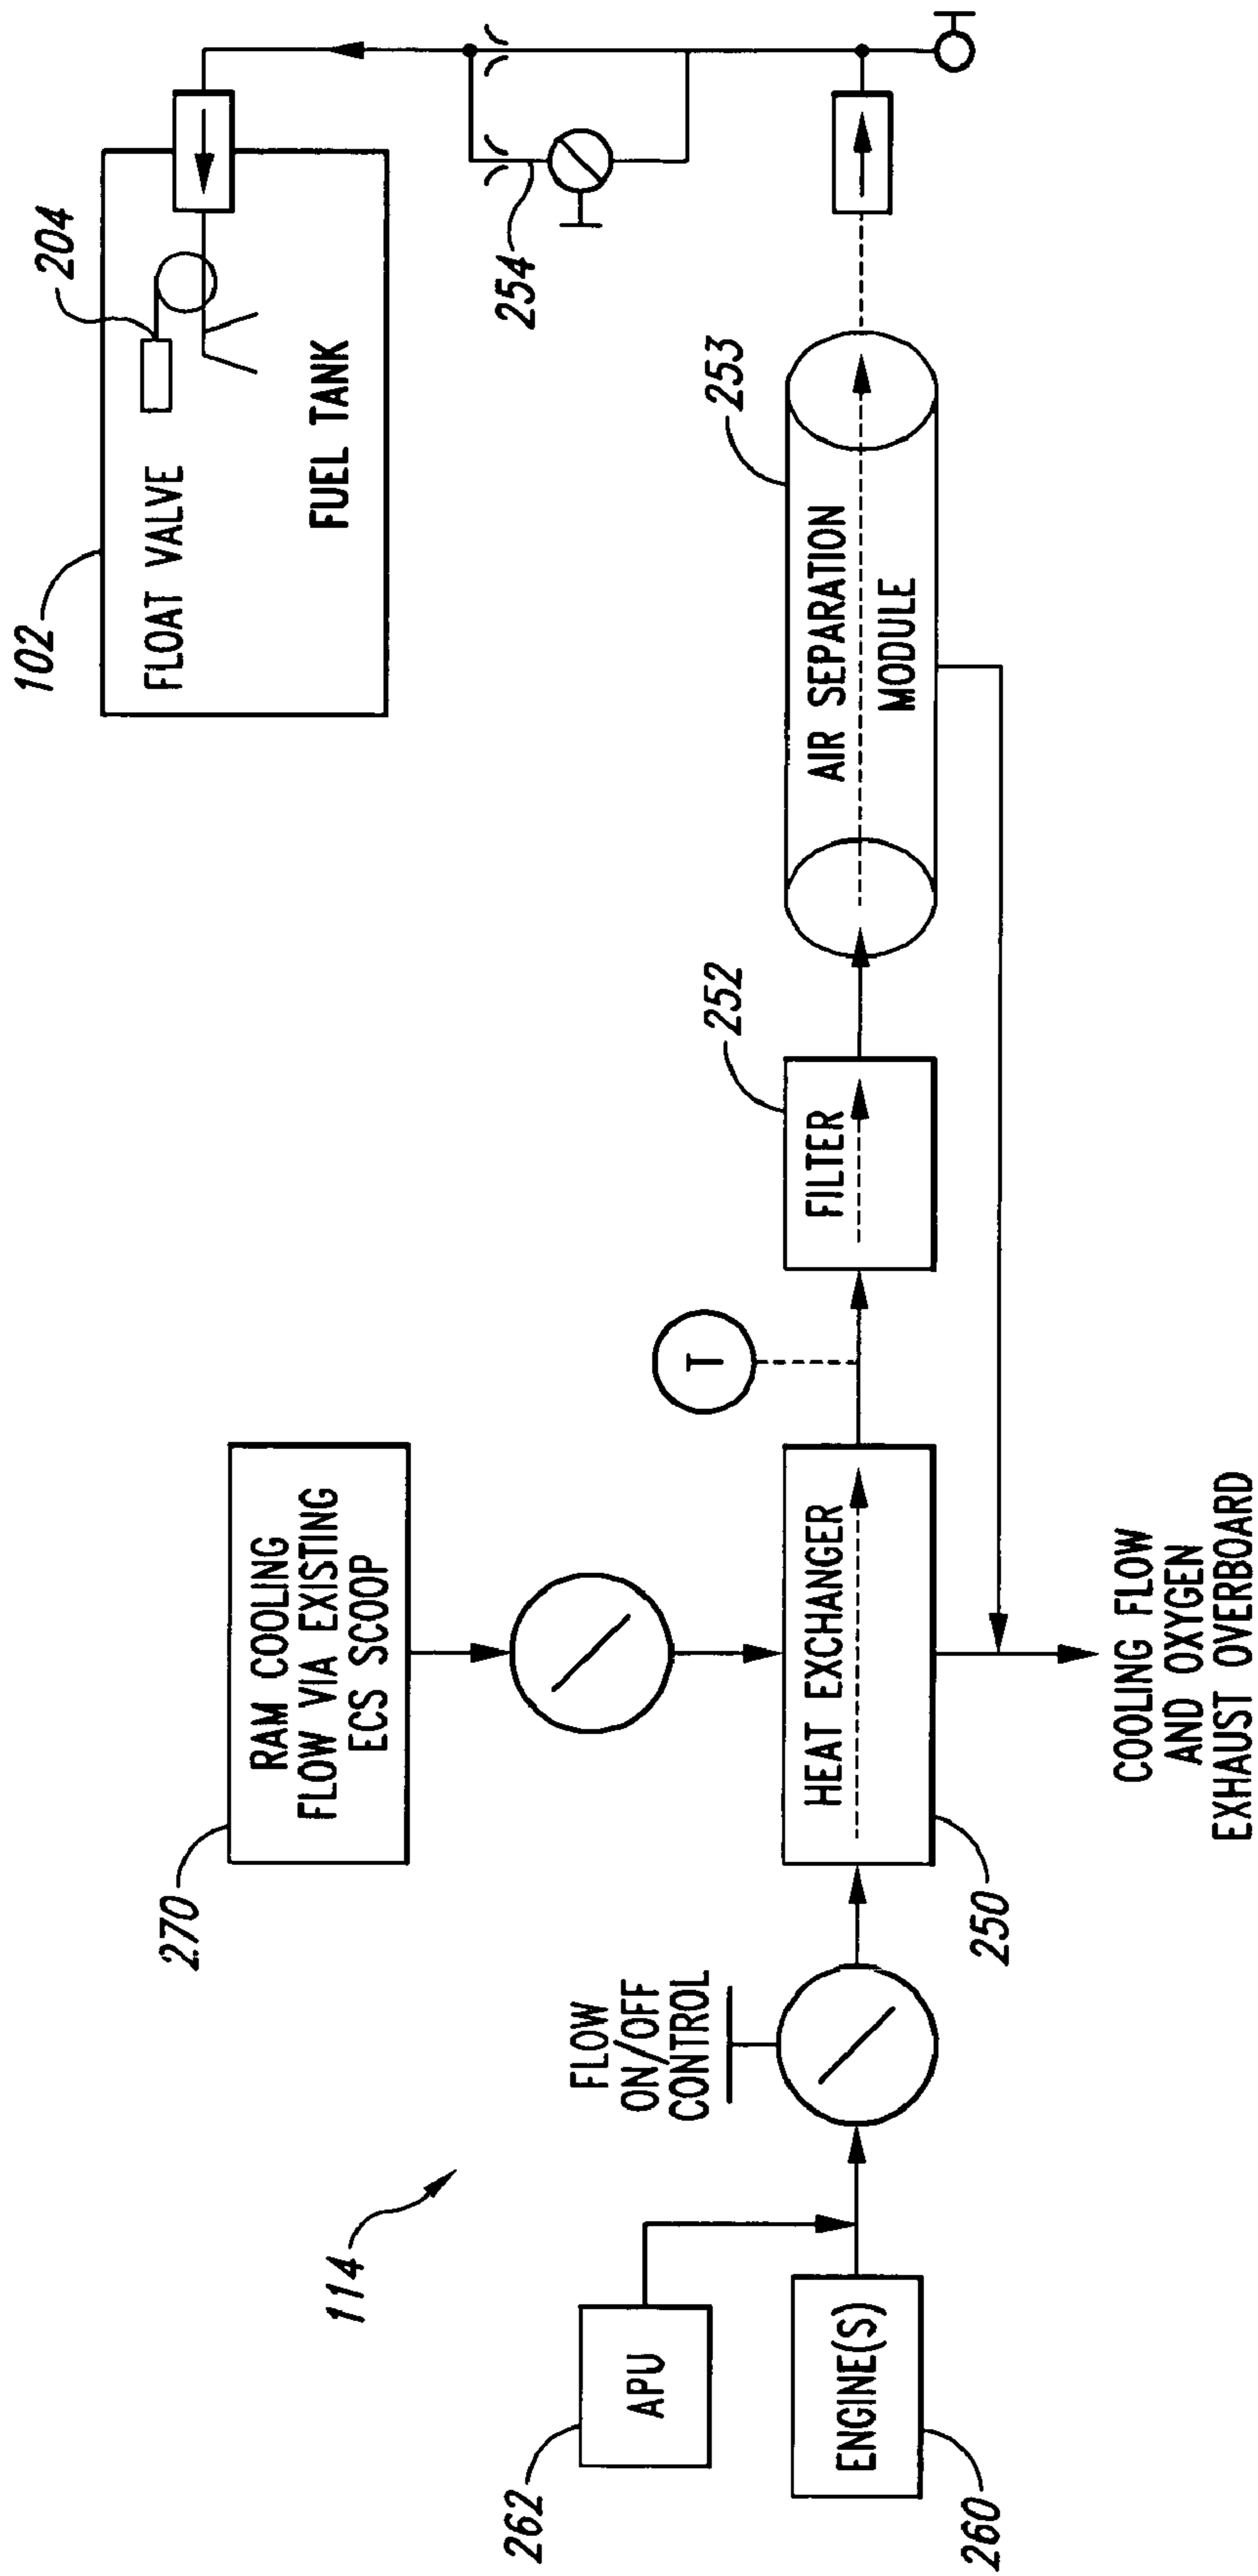 102
204
FLOAT VALVE
FUEL TANK
254
270
RAM COOLING
FLOW VIA EXISTING
ECS SCOOP
T
252
253
FILTER
AIR SEPARATION
MODULE
114
FLOW
ON/OFF
CONTROL
HEAT EXCHANGER
250
262
APU
ENGINE(S)
260
COOLING FLOW
AND OXYGEN
EXHAUST OVERBOARD